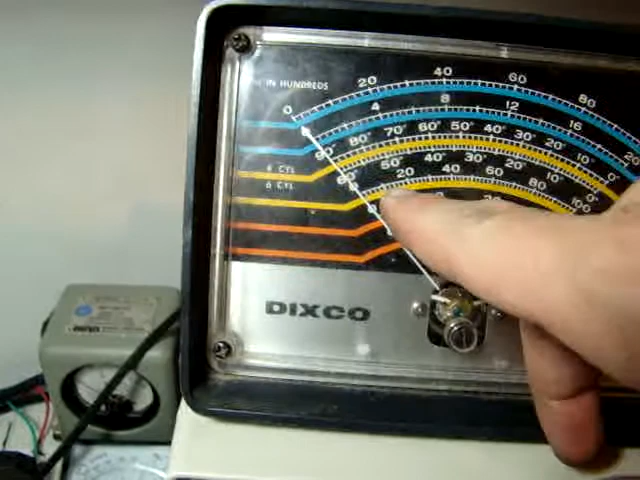 IN HUNDREDS
0 20 40 60 80
4 8 12 16 20
90° 80° 70° 60° 50° 40° 30° 20° 10° 0°
8 CYL
60° 50° 40° 30° 20° 10° 0°
6 CYL
20 40 60 80 100
DIXCO